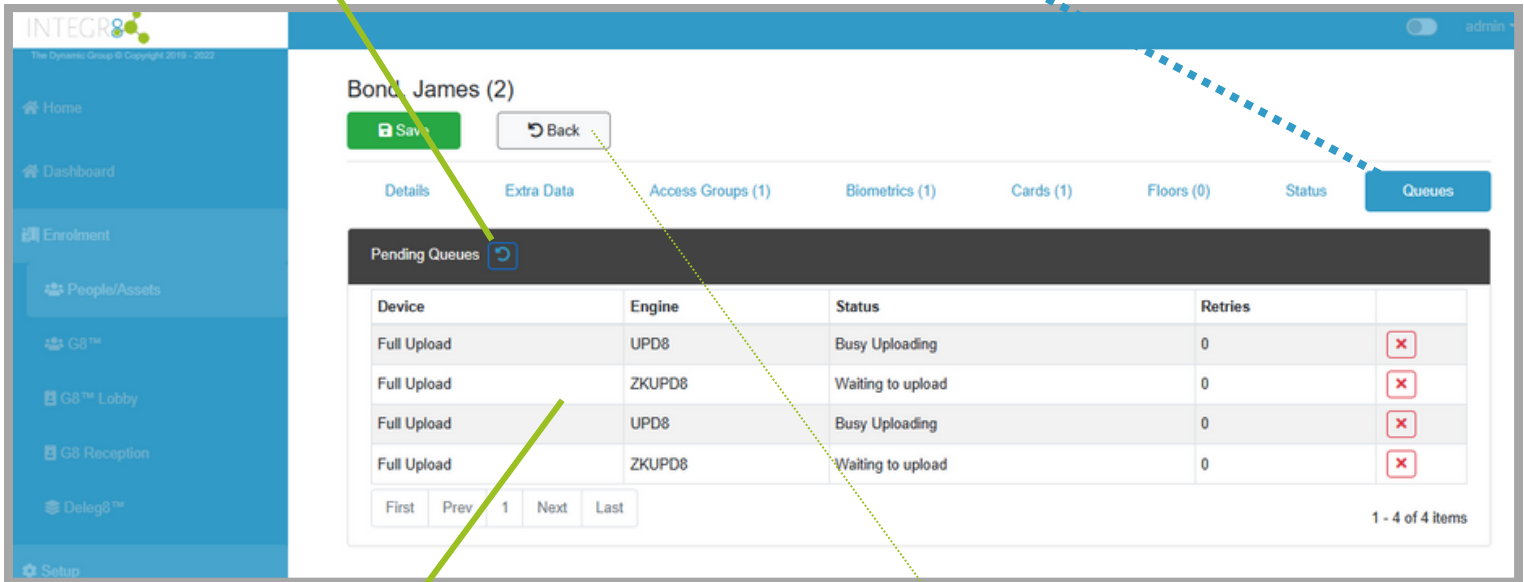 INTEGR8
admin
The Dynamic Group © Copyright 2019 - 2022
Home
Dashboard
Enrolment
People/Assets
G8™
G8™ Lobby
G8 Reception
Deleg8™
Setup
Bond, James (2)
Save
Back
Details Extra Data Access Groups (1) Biometrics (1) Cards (1) Floors (0) Status Queues
Pending Queues
Device Engine Status Retries
Full Upload UPD8 Busy Uploading 0
Full Upload ZKUPD8 Waiting to upload 0
Full Upload UPD8 Busy Uploading 0
Full Upload ZKUPD8 Waiting to upload 0
First Prev 1 Next Last
1 - 4 of 4 items